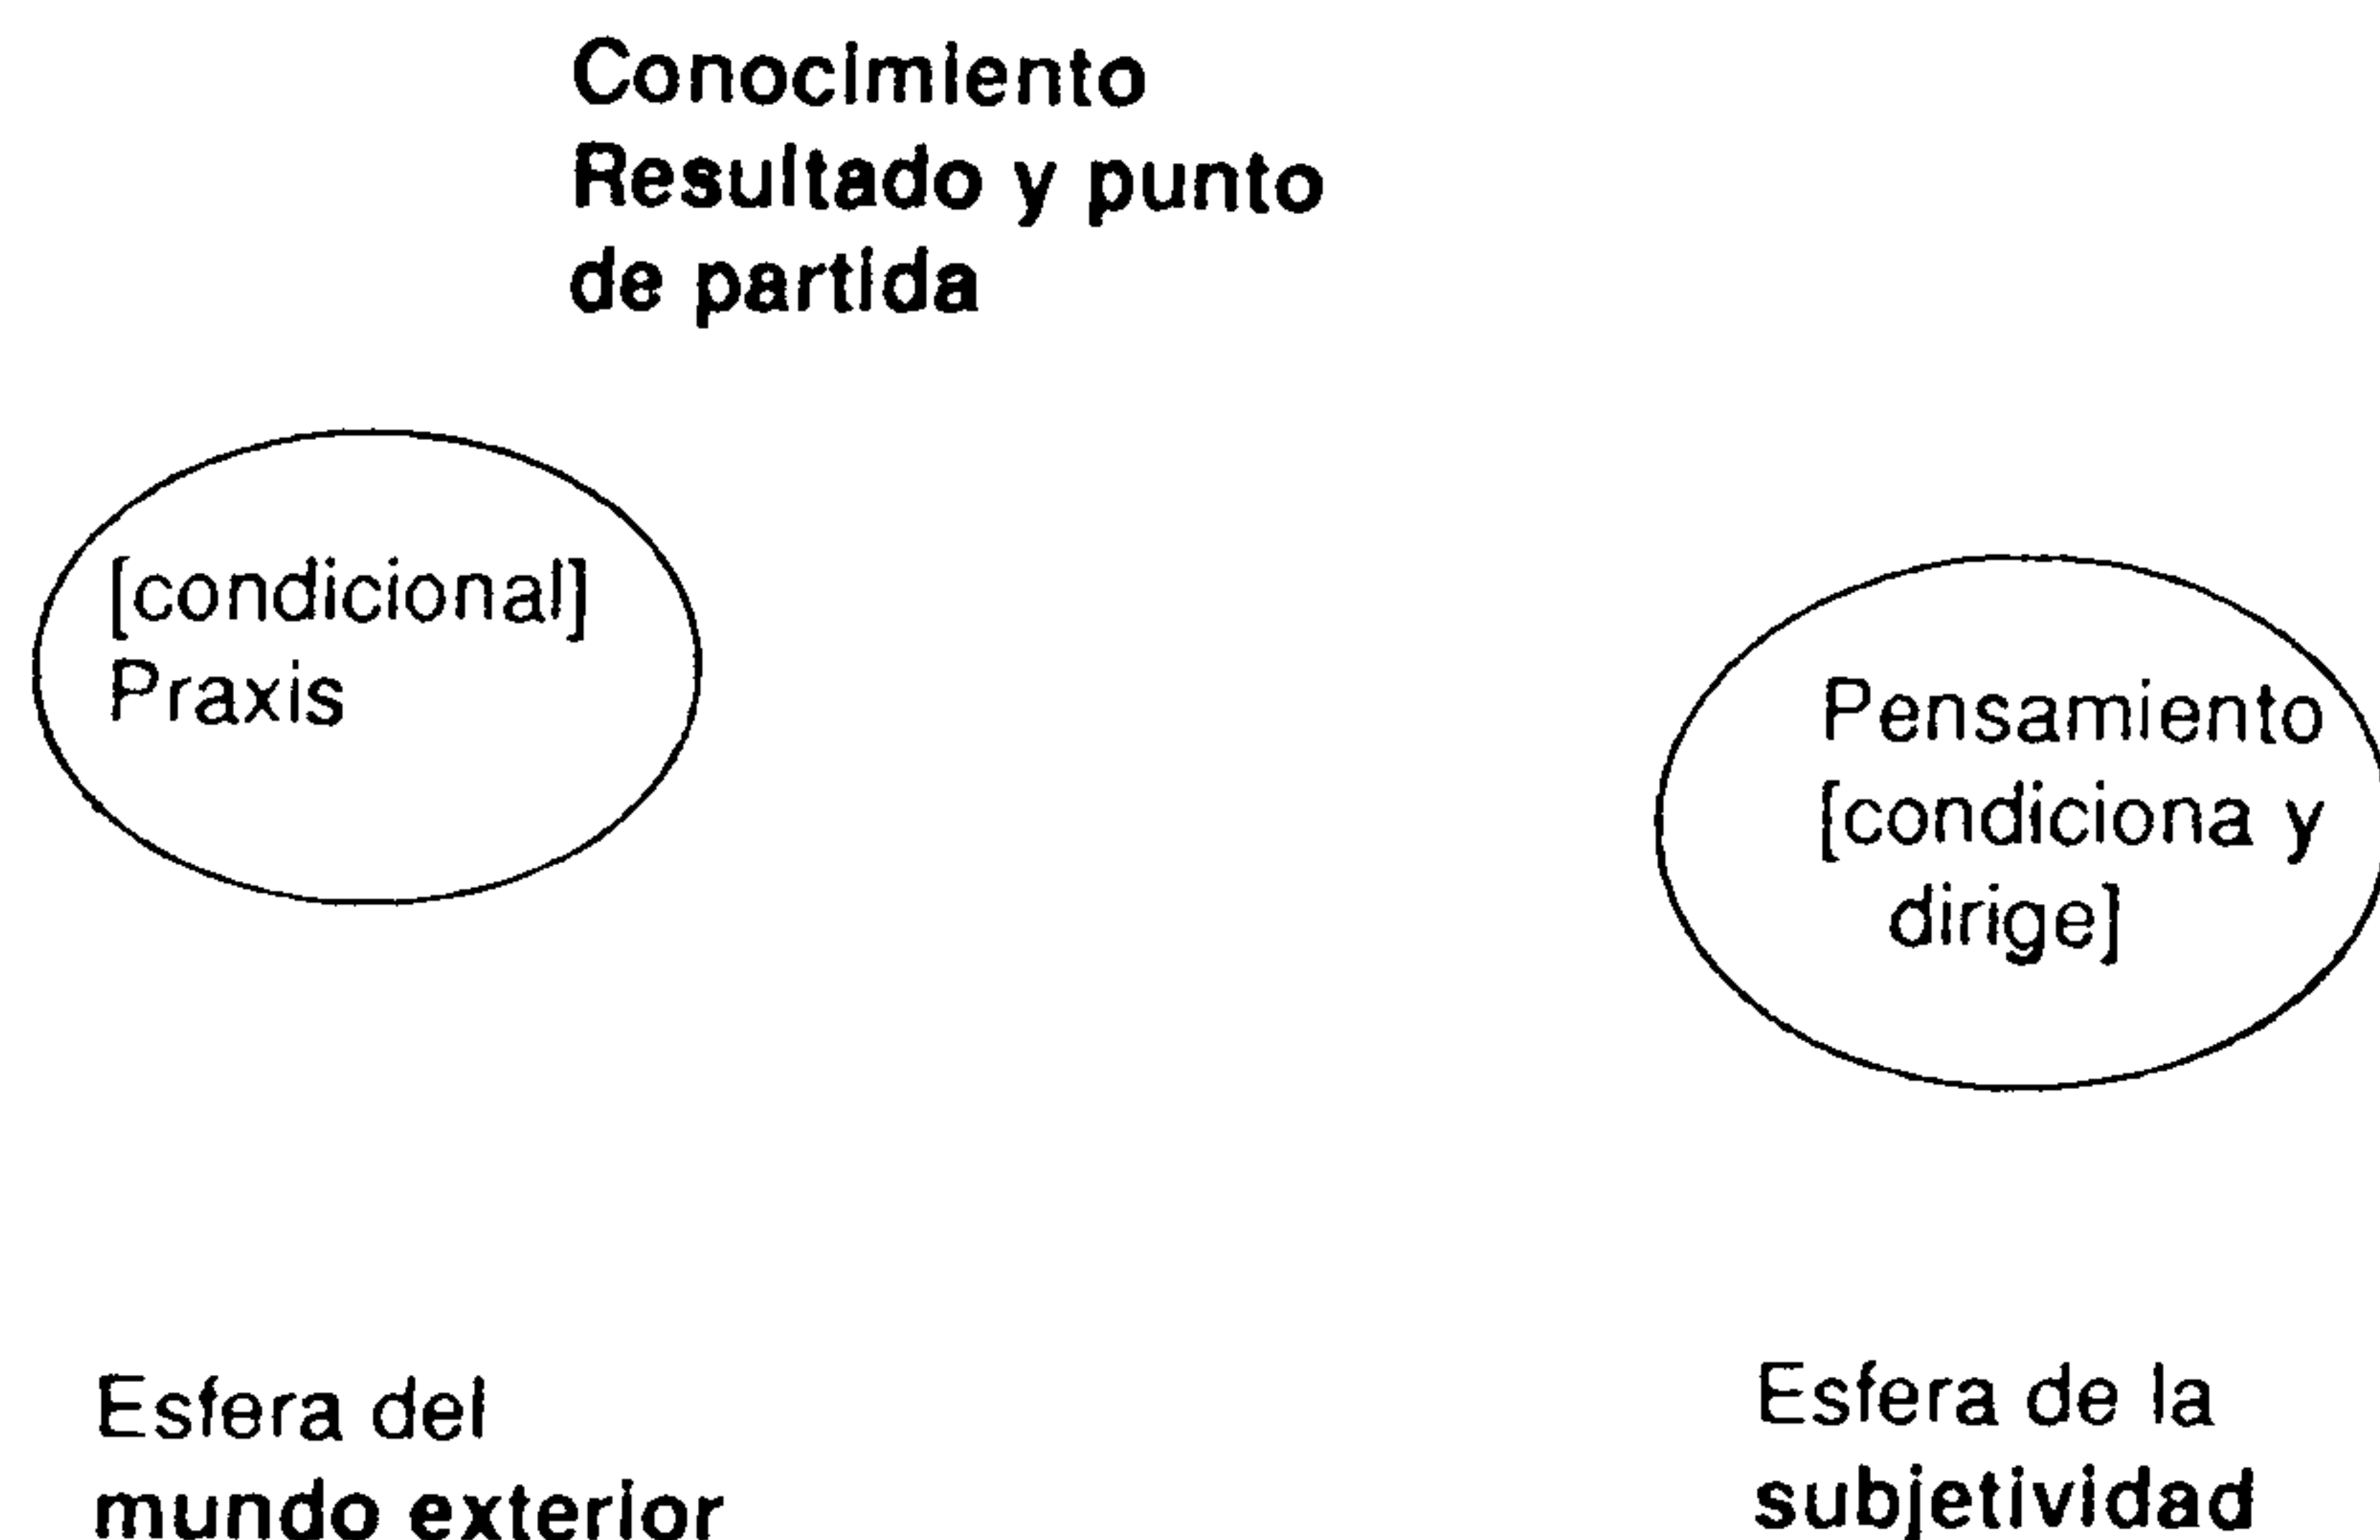 Conocimiento
Resultado y punto
de partida
[condicional]
Praxis
Pensamiento
[condiciona y
dirige]
Esfera del
mundo exterior
Esfera de la
subjetividad